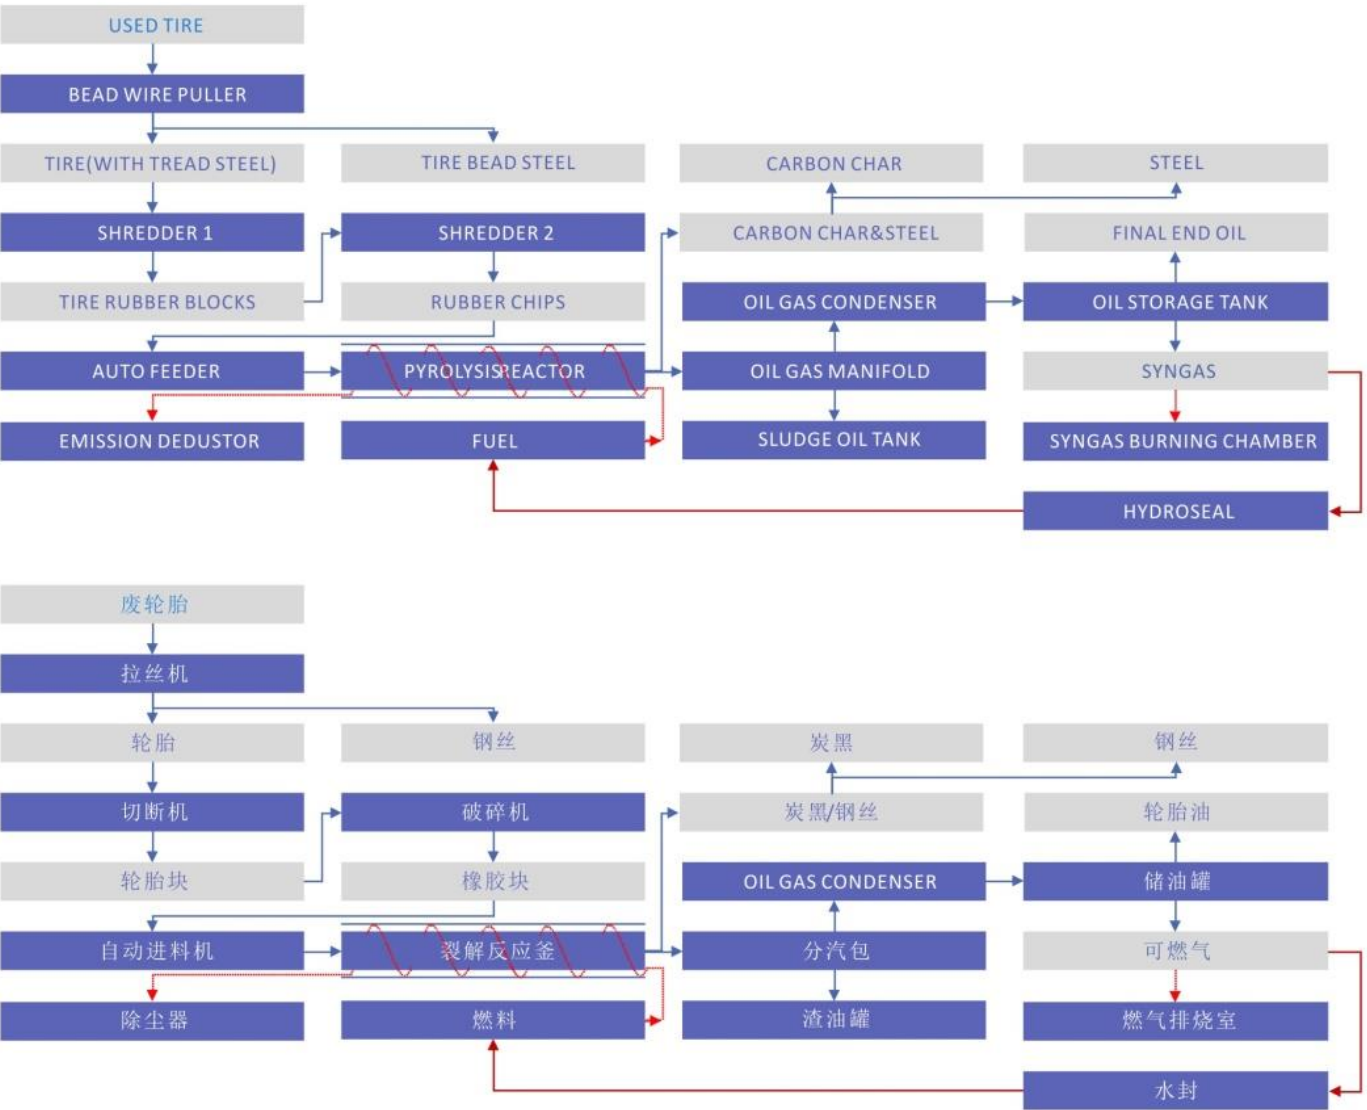 USED TIRE
BEAD WIRE PULLER
TIRE(WITH TREAD STEEL)
TIRE BEAD STEEL
CARBON CHAR
STEEL
SHREDDER 1
SHREDDER 2
CARBON CHAR&STEEL
FINAL END OIL
TIRE RUBBER BLOCKS
RUBBER CHIPS
OIL GAS CONDENSER
OIL STORAGE TANK
AUTO FEEDER
PYROLYSISREACTOR
OIL GAS MANIFOLD
SYNGAS
EMISSION DEDUSTOR
FUEL
SLUDGE OIL TANK
SYNGAS BURNING CHAMBER
HYDROSEAL
废轮胎
拉丝机
轮胎
钢丝
炭黑
钢丝
切断机
破碎机
炭黑/钢丝
轮胎油
轮胎块
橡胶块
OIL GAS CONDENSER
储油罐
自动进料机
裂解反应釜
分汽包
可燃气
除尘器
燃料
渣油罐
燃气排烧室
水封